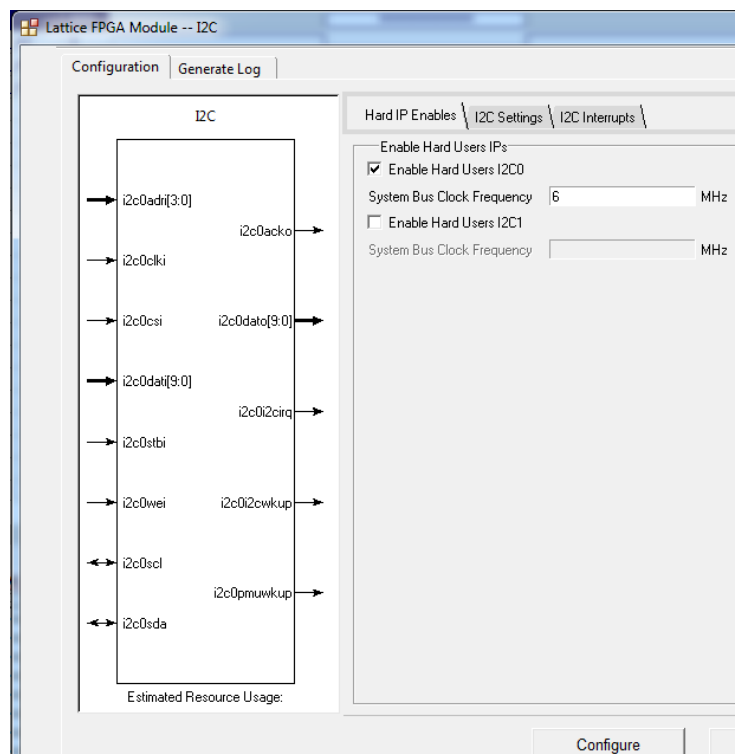 Lattice FPGA Module -- I2C
Configuration
Generate Log
I2C
i2c0adri[3:0]
i2c0acko
i2c0clki
i2c0csi
i2c0dato[9:0]
i2c0dati[9:0]
i2c0i2cirq
i2c0stbi
i2c0wei
i2c0i2cwkup
i2c0scl
i2c0pmuwkup
i2c0sda
Estimated Resource Usage:
Hard IP Enables
I2C Settings
I2C Interrupts
Enable Hard Users IPs
Enable Hard Users I2C0
System Bus Clock Frequency 6 MHz
Enable Hard Users I2C1
System Bus Clock Frequency MHz
Configure